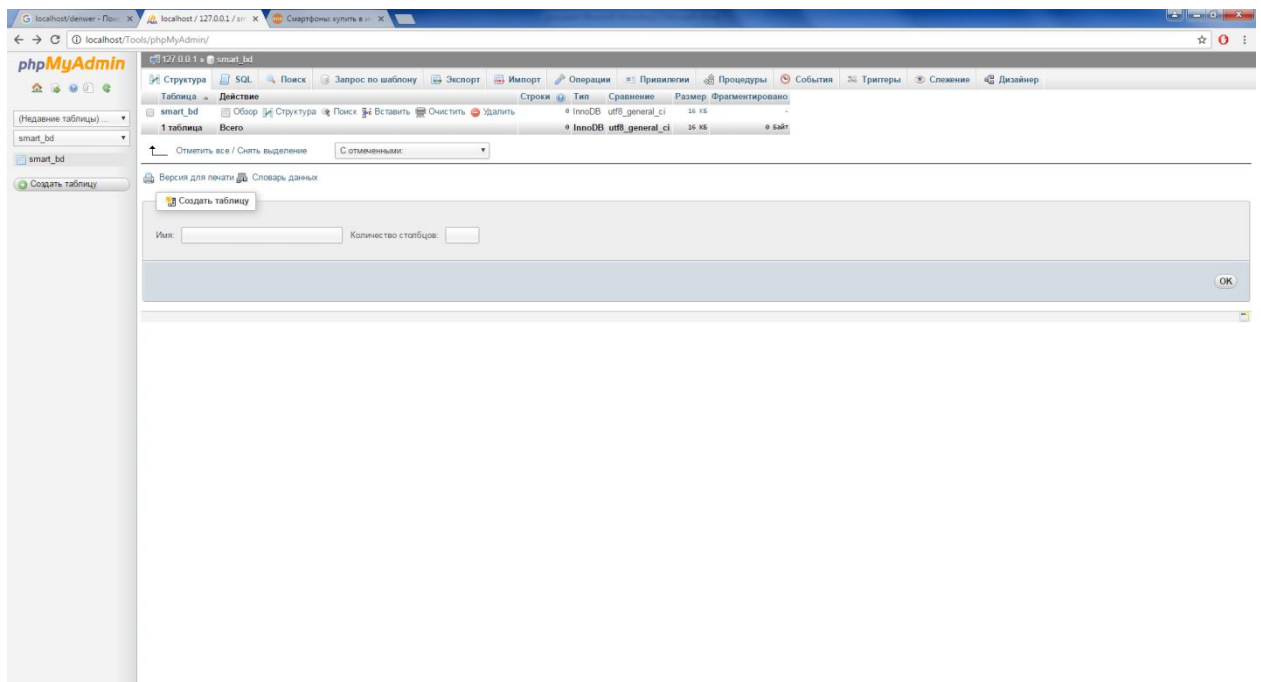 localhost/denwer - Поис
localhost / 127.0.0.1 / sm
Смартфоны: купить в ин
localhost/Tools/phpMyAdmin/
phpMyAdmin
(Недавние таблицы) ...
smart_bd
smart_bd
Создать таблицу
127.0.0.1 » smart_bd
Структура SQL Поиск Запрос по шаблону Экспорт Импорт Операции Привилегии Процедуры События Триггеры Слежение Дизайнер
Таблица Действие Строки Тип Сравнение Размер Фрагментировано
smart_bd Обзор Структура Поиск Вставить Очистить Удалить 0 InnoDB utf8_general_ci 16 КБ -
1 таблица Всего 0 InnoDB utf8_general_ci 16 КБ 0 Байт
Отметить все / Снять выделение С отмеченными:
Версия для печати Словарь данных
Создать таблицу
Имя: Количество столбцов:
OK